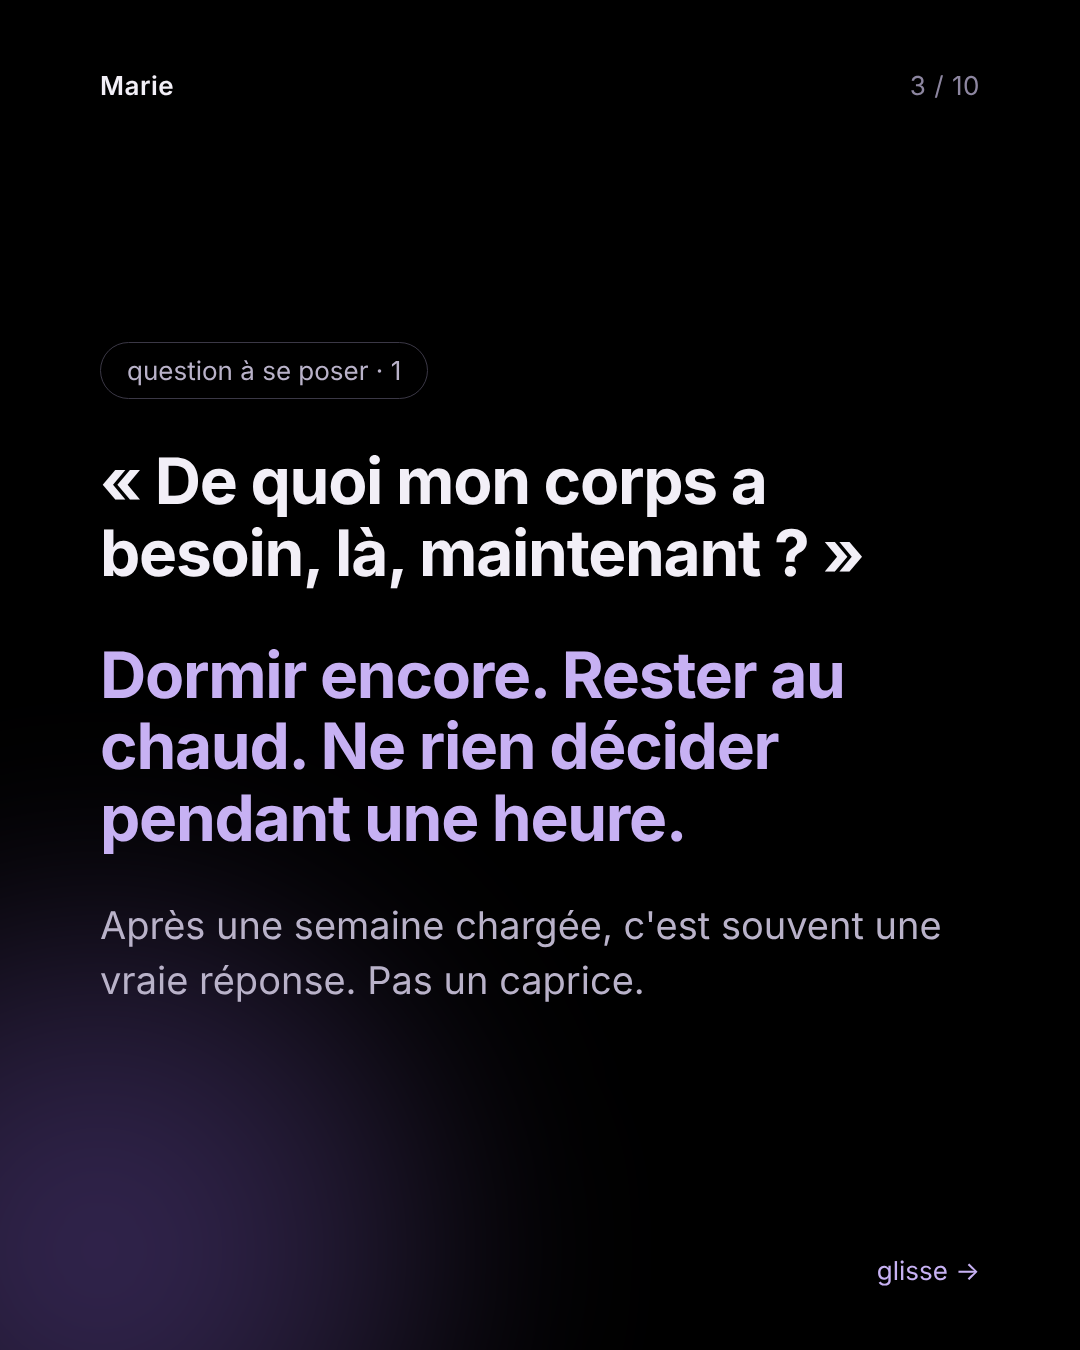 Marie
3 / 10
question à se poser · 1
« De quoi mon corps a
besoin, là, maintenant ? »
Dormir encore. Rester au
chaud. Ne rien décider
pendant une heure.
Après une semaine chargée, c'est souvent une
vraie réponse. Pas un caprice.
glisse →